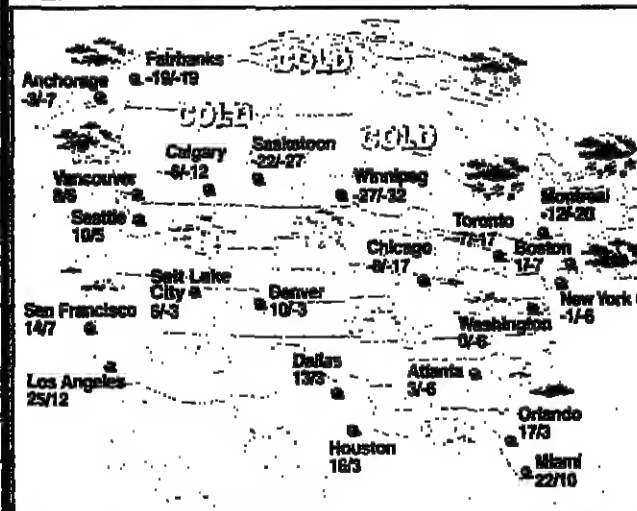 Fairbanks
-19/-19
COLD
Anchorage
-3/-7
COLD
COLD
Saskatoon
-22/-27
Calgary
-6/-12
Winnipeg
-27/-32
Vancouver
8/6
Montreal
-12/-20
Seattle
10/5
Toronto
-7/-17
Boston
1/-7
Chicago
-8/-17
Salt Lake
City
6/-3
Denver
10/-3
New York
-1/-6
San Francisco
14/7
Washington
0/-6
Dallas
13/3
Atlanta
3/-6
Los Angeles
25/12
Orlando
17/3
Houston
16/3
Miami
22/10